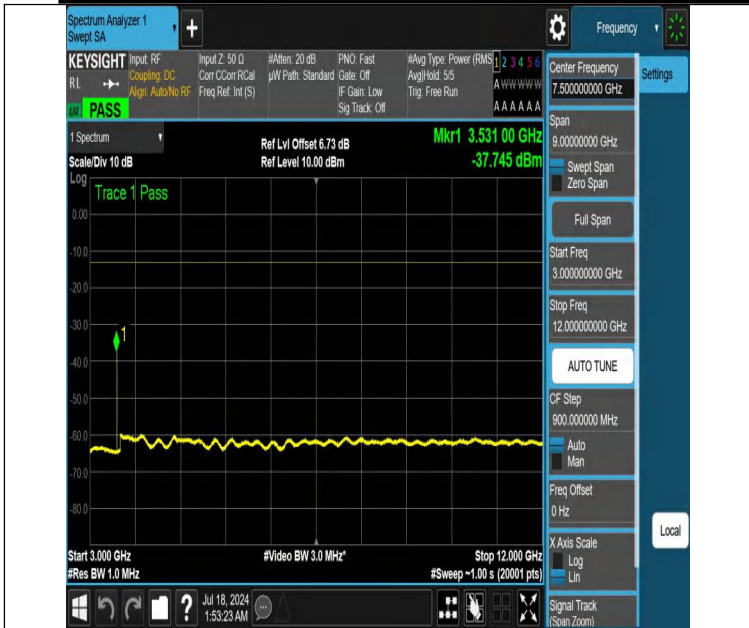 Spectrum Analyzer 1
Swept SA
+
Frequency
KEYSIGHT
RL
LXI
PASS
Input: RF
Coupling: DC
Align: Auto/No RF
Input Z: 50 Ω
Corr CCorr RCal
Freq Ref: Int (S)
#Atten: 20 dB
µW Path: Standard
PNO: Fast
Gate: Off
IF Gain: Low
Sig Track: Off
#Avg Type: Power (RMS
Avg|Hold: 5/5
Trig: Free Run
1 2 3 4 5 6
A W W W W W
A A A A A A
1 Spectrum
Scale/Div 10 dB
Ref Lvl Offset 6.73 dB
Ref Level 10.00 dBm
Mkr1 3.531 00 GHz
-37.745 dBm
Log
Trace 1 Pass
0.00
-10.0
-20.0
-30.0
-40.0
-50.0
-60.0
-70.0
-80.0
1
Start 3.000 GHz
#Res BW 1.0 MHz
#Video BW 3.0 MHz*
Stop 12.000 GHz
#Sweep ~1.00 s (20001 pts)
Jul 18, 2024
1:53:23 AM
?
Center Frequency
7.500000000 GHz
Settings
Span
9.00000000 GHz
Swept Span
Zero Span
Full Span
Start Freq
3.000000000 GHz
Stop Freq
12.000000000 GHz
AUTO TUNE
CF Step
900.000000 MHz
Auto
Man
Freq Offset
0 Hz
Local
X Axis Scale
Log
Lin
Signal Track
(Span Zoom)